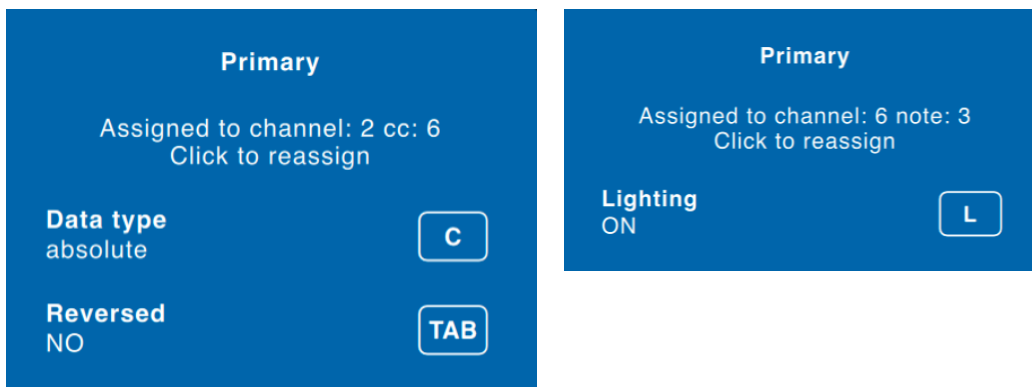 Primary
Assigned to channel: 2 cc: 6
Click to reassign
Data type
absolute
C
Reversed
NO
TAB
Primary
Assigned to channel: 6 note: 3
Click to reassign
Lighting
ON
L